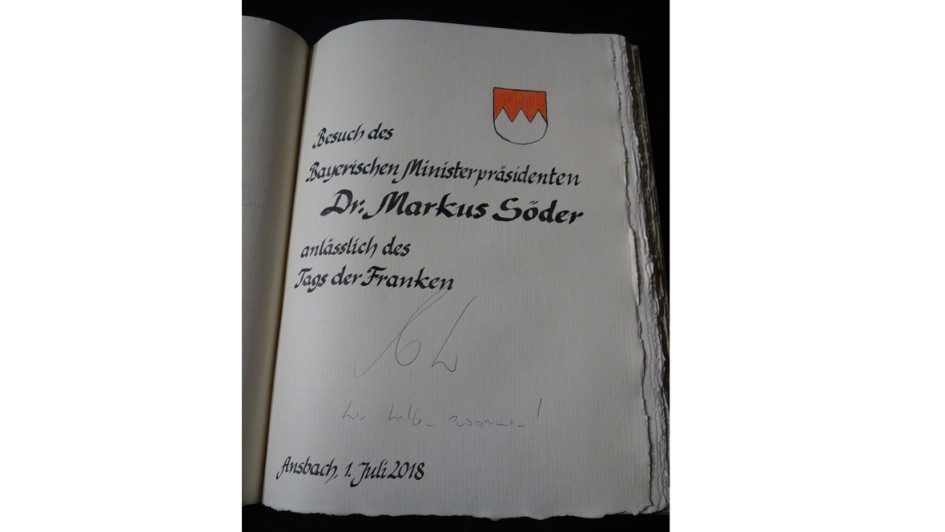 Besuch des
Bayerischen Ministerpräsidenten
Dr. Markus Söder
anlässlich des
Tags der Franken
Ansbach, 1. Juli 2018